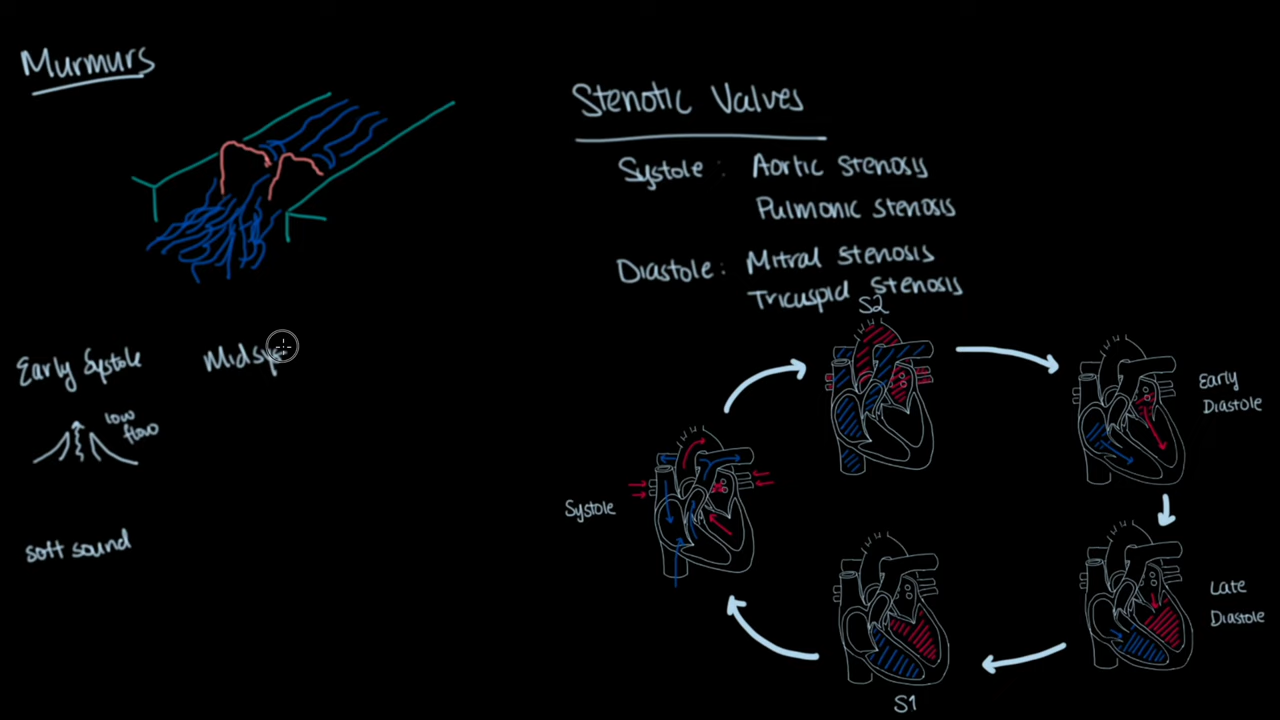 Murmurs
Stenotic Valves
Systole: Aortic stenosis
Pulmonic stenosis
Diastole: Mitral stenosis
Tricuspid stenosis
Early Systole
Midsys
low
flow
soft sound
S2
Early
Diastole
Systole
Late
Diastole
S1